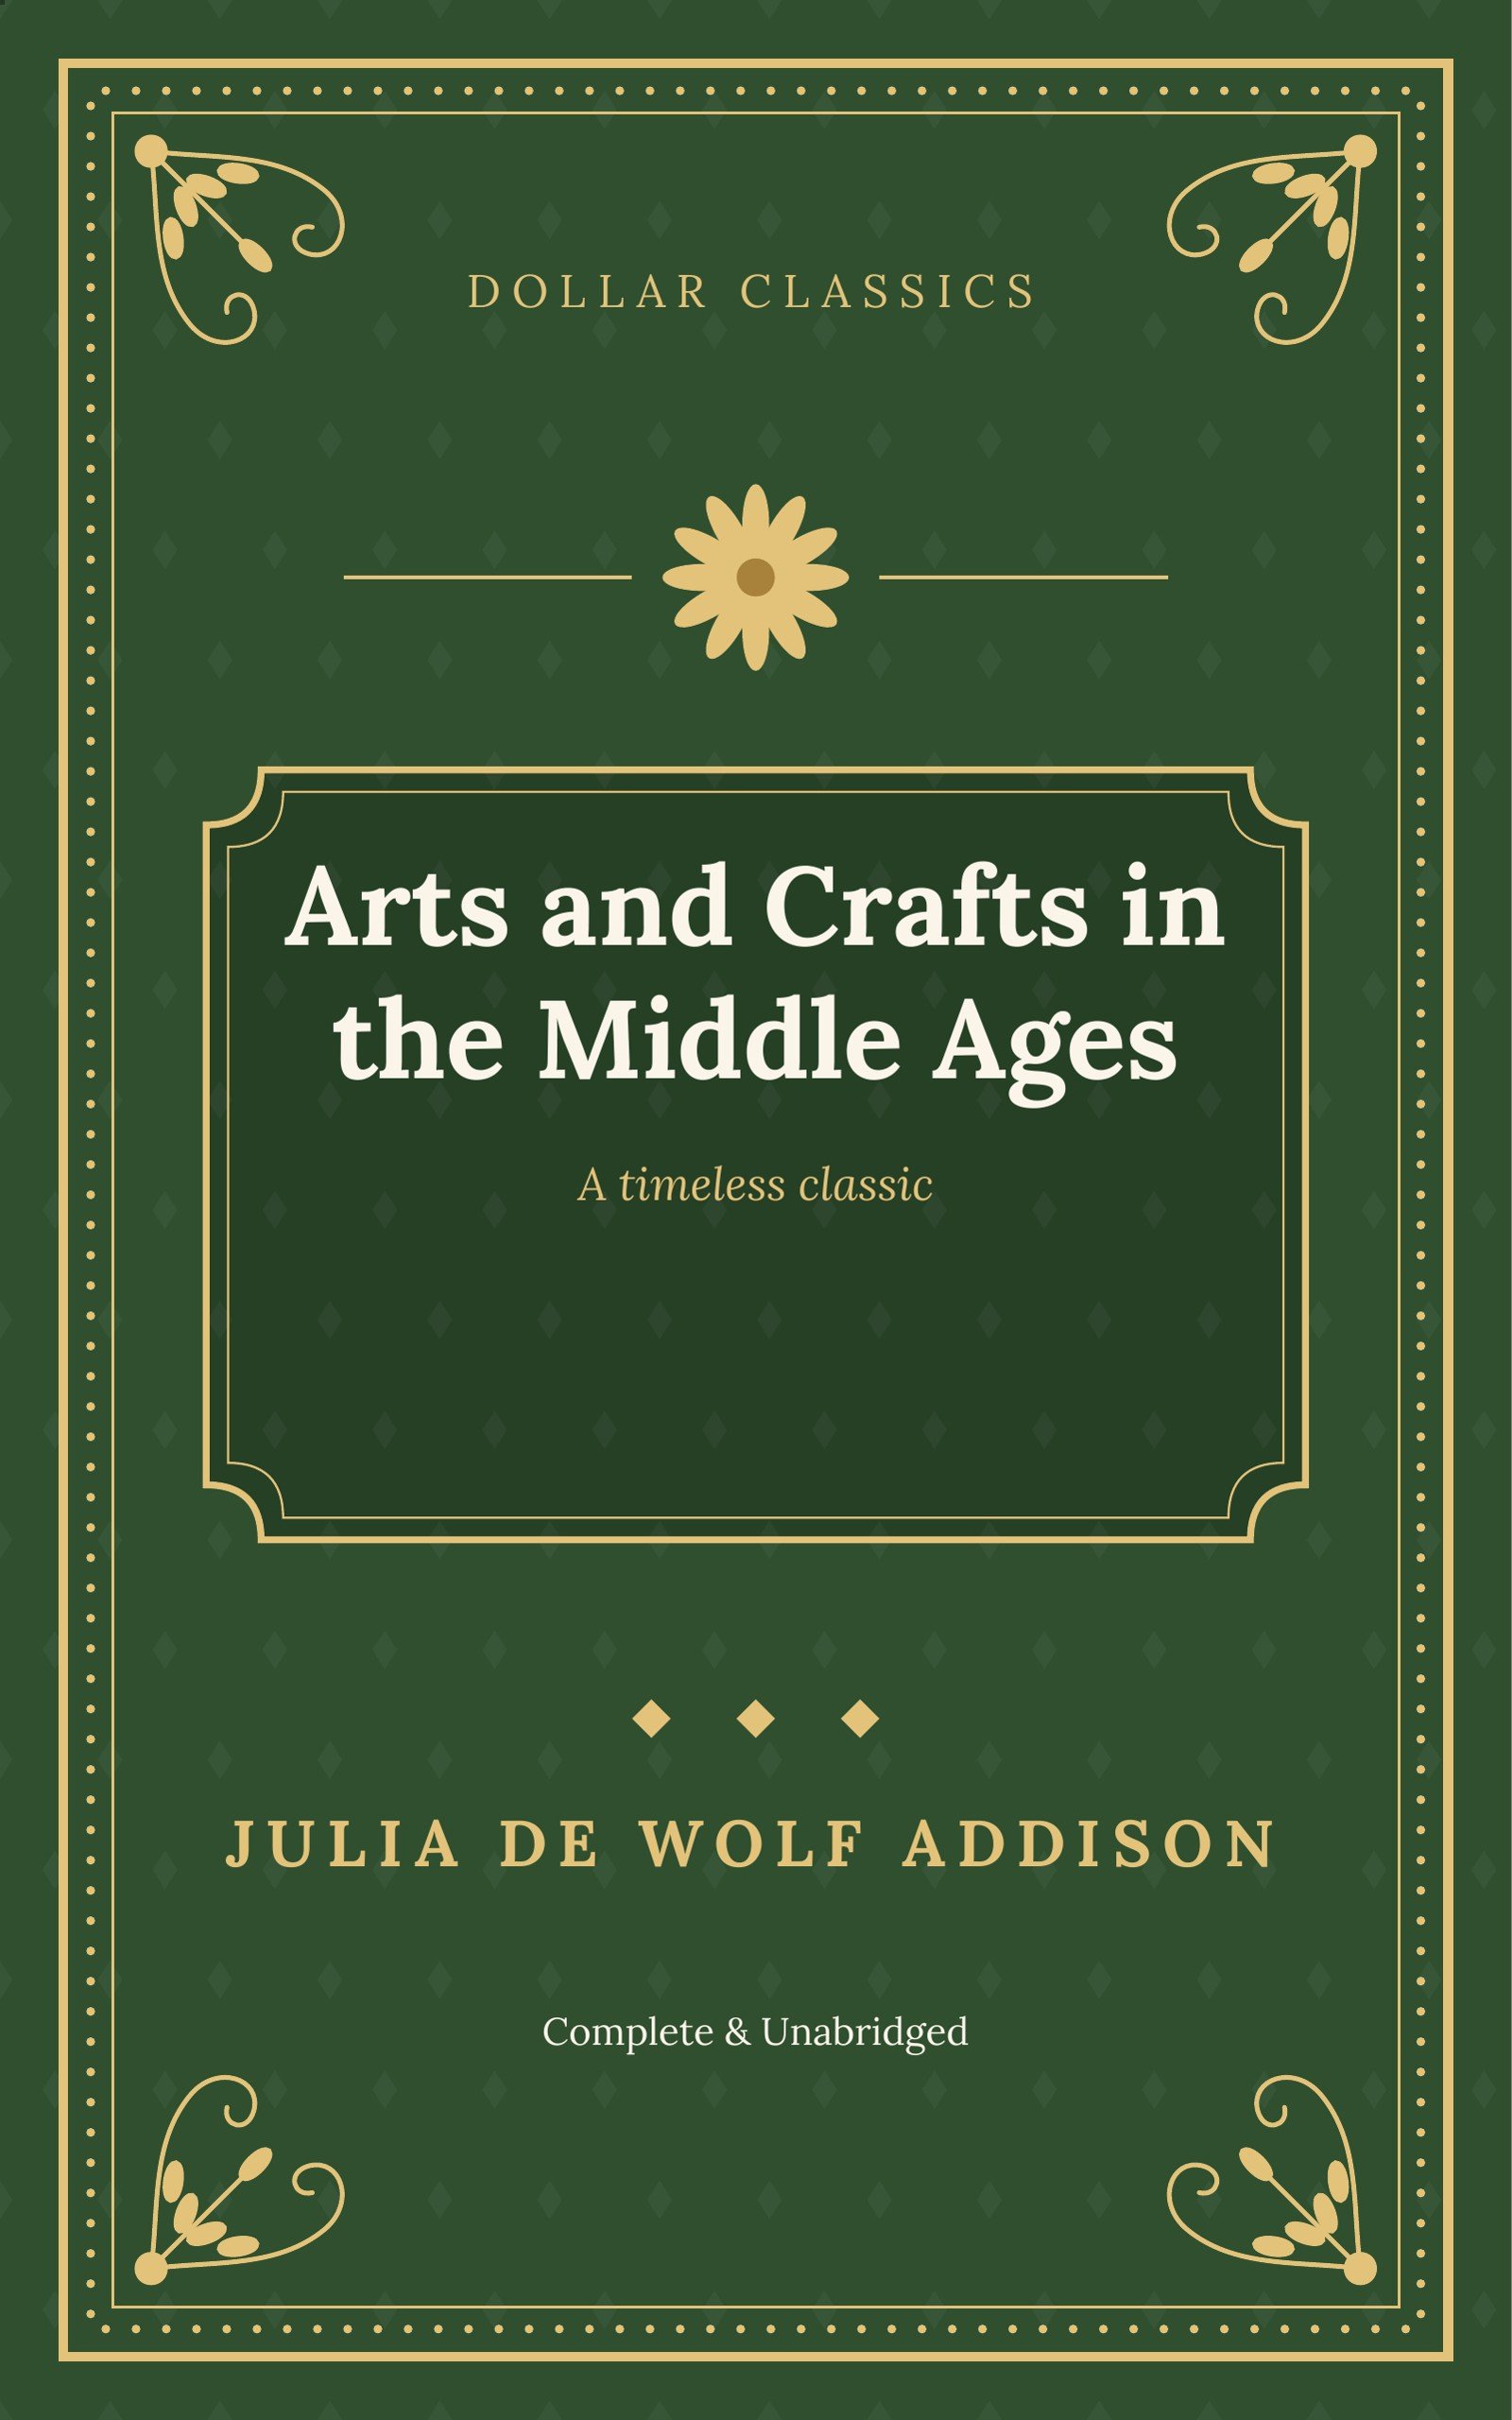 DOLLAR CLASSICS
Arts and Crafts in
the Middle Ages
A timeless classic
JULIA DE WOLF ADDISON
Complete & Unabridged